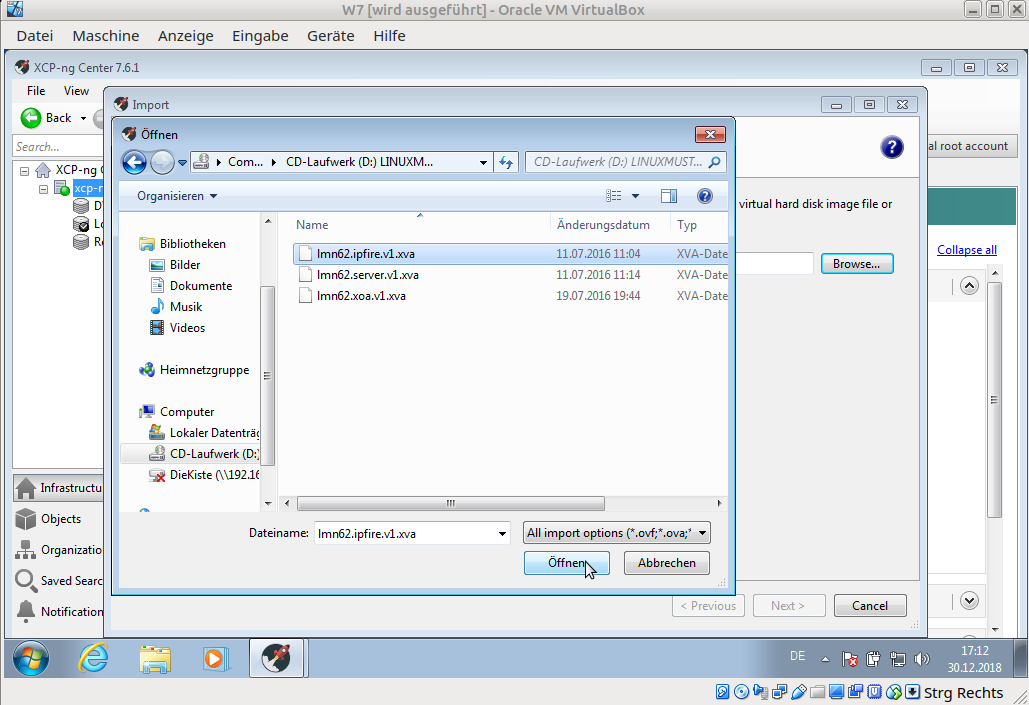 W7 [wird ausgeführt] - Oracle VM VirtualBox
Datei Maschine Anzeige Eingabe Geräte Hilfe
XCP-ng Center 7.6.1
File View
Import
Back
Öffnen
Search...
Com... CD-Laufwerk (D:) LINUXM...
CD-Laufwerk (D:) LINUXMUST...
al root account
XCP-ng
xcp-n
Organisieren
virtual hard disk image file or
Name Änderungsdatum Typ
Collapse all
Browse...
Bibliotheken
Bilder
Dokumente
Musik
Videos
Heimnetzgruppe
Computer
Lokaler Datenträg
CD-Laufwerk (D:)
DieKiste (\\192.16
lmn62.ipfire.v1.xva 11.07.2016 11:04 XVA-Date
lmn62.server.v1.xva 11.07.2016 11:14 XVA-Date
lmn62.xoa.v1.xva 19.07.2016 19:44 XVA-Date
Infrastructu
Objects
Organizatio
Saved Searc
Notification
Dateiname: lmn62.ipfire.v1.xva All import options (*.ovf;*.ova;*
Öffnen Abbrechen
< Previous Next > Cancel
DE
17:12
30.12.2018
Strg Rechts